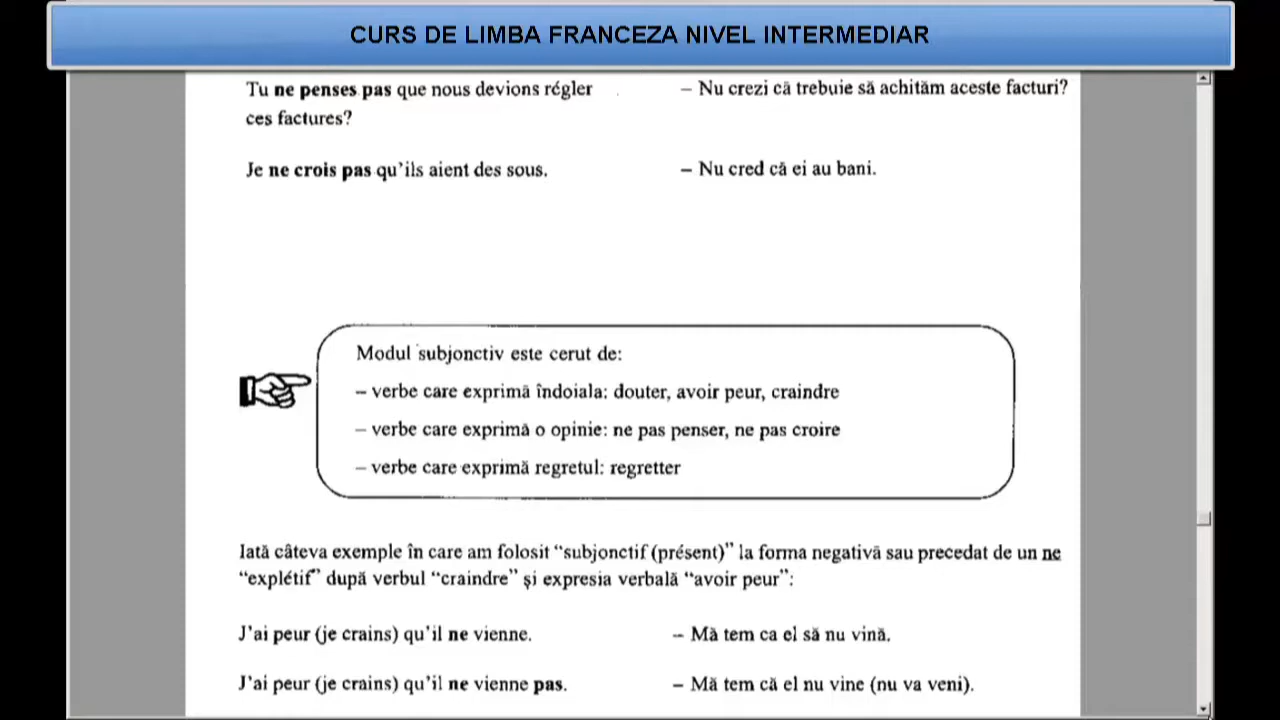 CURS DE LIMBA FRANCEZA NIVEL INTERMEDIAR
Tu ne penses pas que nous devions régler – Nu crezi că trebuie să achităm aceste facturi?
ces factures?
Je ne crois pas qu’ils aient des sous. – Nu cred că ei au bani.
Modul subjonctiv este cerut de:
– verbe care exprimă îndoiala: douter, avoir peur, craindre
– verbe care exprimă o opinie: ne pas penser, ne pas croire
– verbe care exprimă regretul: regretter
Iată câteva exemple în care am folosit “subjonctif (présent)” la forma negativă sau precedat de un ne
“explétif” după verbul “craindre” și expresia verbală “avoir peur”:
J’ai peur (je crains) qu’il ne vienne. – Mă tem ca el să nu vină.
J’ai peur (je crains) qu’il ne vienne pas. – Mă tem că el nu vine (nu va veni).